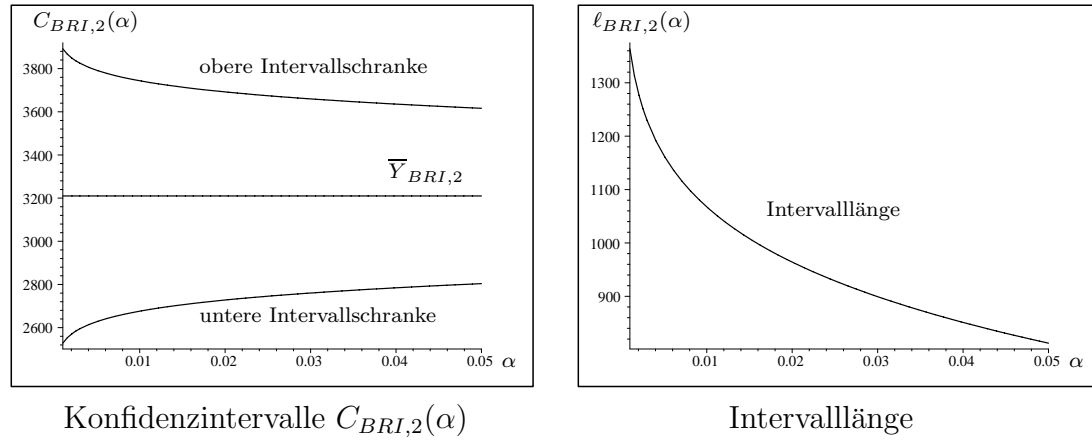 C_{BRI,2}(α)
3800
3600
3400
3200
3000
2800
2600
obere Intervallschranke
\overline{Y}_{BRI,2}
untere Intervallschranke
0.01 0.02 0.03 0.04 0.05 α
Konfidenzintervalle C_{BRI,2}(α)
ℓ_{BRI,2}(α)
1300
1200
1100
1000
900
Intervalllänge
0.01 0.02 0.03 0.04 0.05 α
Intervalllänge